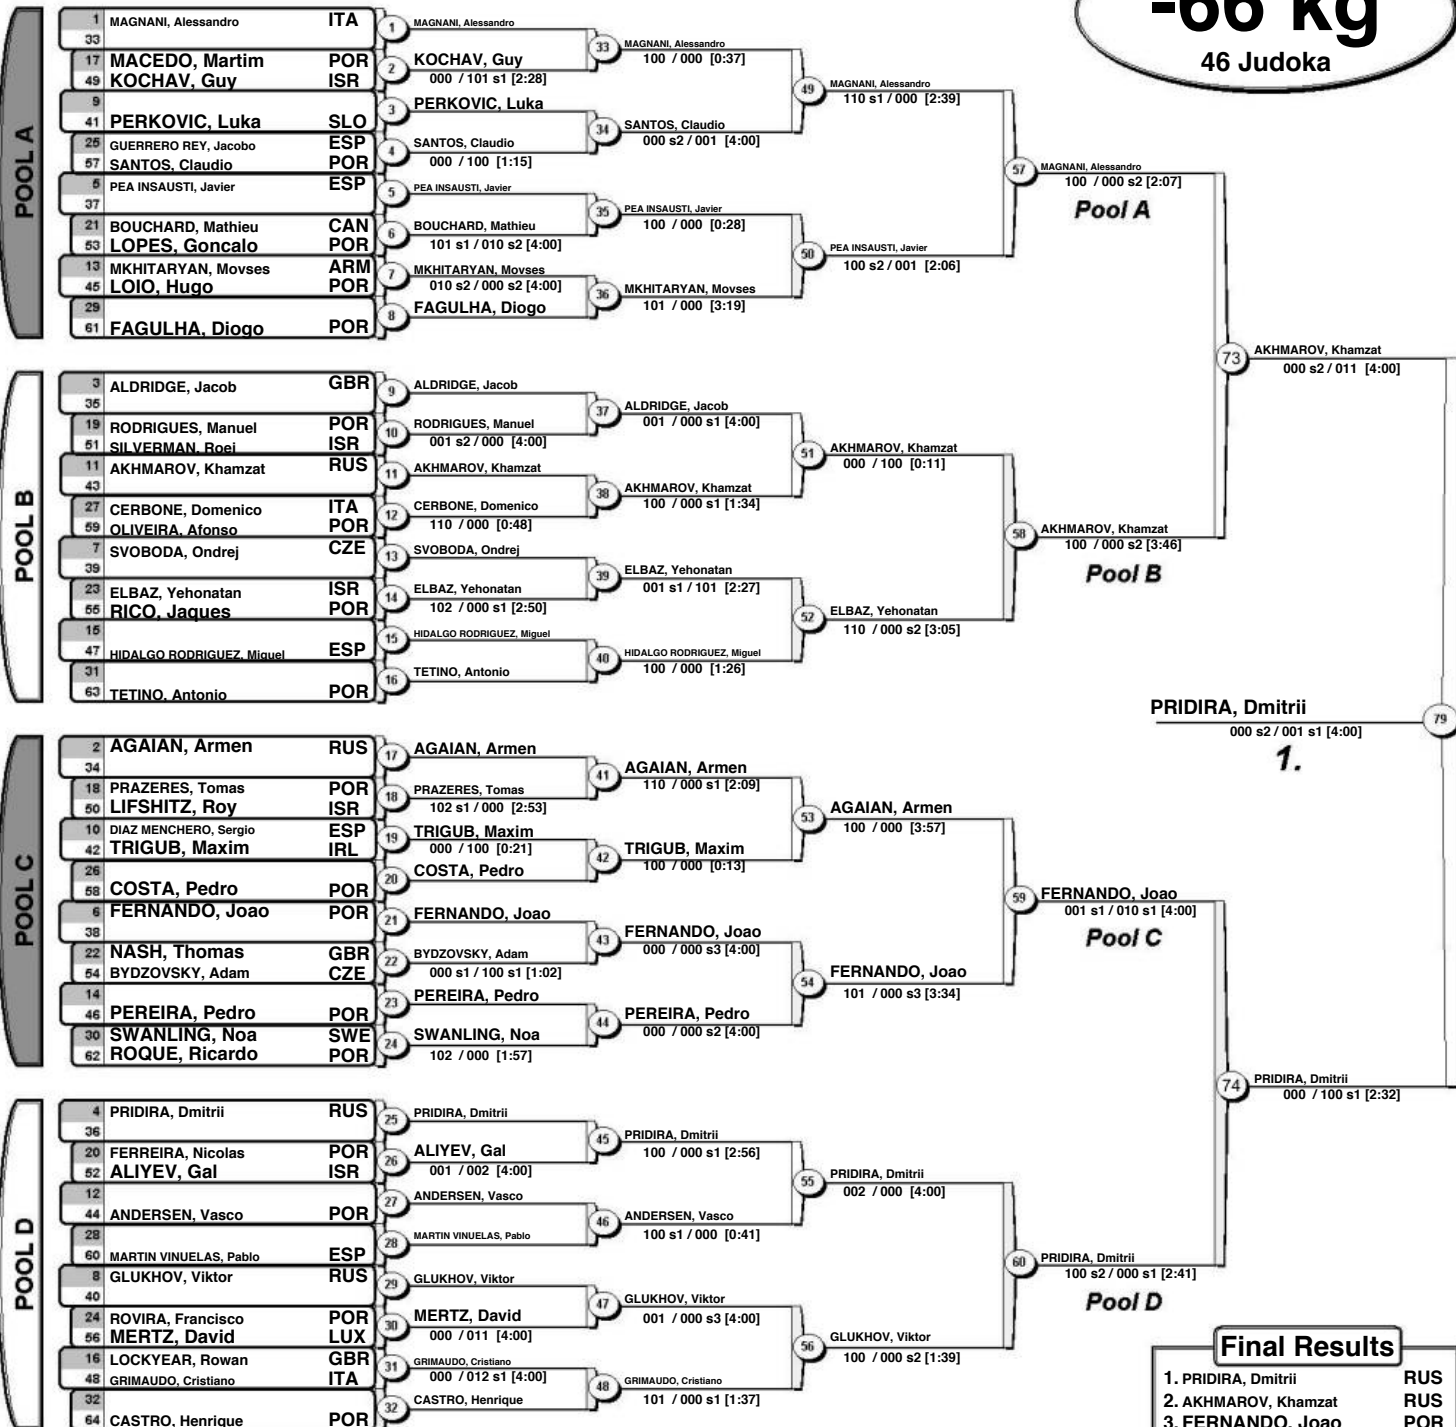 -66 kg
46 Judoka
POOL A
1 MAGNANI, Alessandro ITA
33
17 MACEDO, Martim POR
49 KOCHAV, Guy ISR
9
41 PERKOVIC, Luka SLO
25 GUERRERO REY, Jacobo ESP
57 SANTOS, Claudio POR
5 PEA INSAUSTI, Javier ESP
37
21 BOUCHARD, Mathieu CAN
53 LOPES, Goncalo POR
13 MKHITARYAN, Movses ARM
45 LOIO, Hugo POR
29
61 FAGULHA, Diogo POR
1 MAGNANI, Alessandro
2 KOCHAV, Guy
000 / 101 s1 [2:28]
3 PERKOVIC, Luka
4 SANTOS, Claudio
000 / 100 [1:15]
5 PEA INSAUSTI, Javier
6 BOUCHARD, Mathieu
101 s1 / 010 s2 [4:00]
7 MKHITARYAN, Movses
010 s2 / 000 s2 [4:00]
8 FAGULHA, Diogo
33 MAGNANI, Alessandro
100 / 000 [0:37]
34 SANTOS, Claudio
000 s2 / 001 [4:00]
35 PEA INSAUSTI, Javier
100 / 000 [0:28]
36 MKHITARYAN, Movses
101 / 000 [3:19]
49 MAGNANI, Alessandro
110 s1 / 000 [2:39]
50 PEA INSAUSTI, Javier
100 s2 / 001 [2:06]
57 MAGNANI, Alessandro
100 / 000 s2 [2:07]
Pool A
POOL B
3 ALDRIDGE, Jacob GBR
35
19 RODRIGUES, Manuel POR
51 SILVERMAN, Roei ISR
11 AKHMAROV, Khamzat RUS
43
27 CERBONE, Domenico ITA
59 OLIVEIRA, Afonso POR
7 SVOBODA, Ondrej CZE
39
23 ELBAZ, Yehonatan ISR
55 RICO, Jaques POR
15
47 HIDALGO RODRIGUEZ, Miguel ESP
31
63 TETINO, Antonio POR
9 ALDRIDGE, Jacob
10 RODRIGUES, Manuel
001 s2 / 000 [4:00]
11 AKHMAROV, Khamzat
12 CERBONE, Domenico
110 / 000 [0:48]
13 SVOBODA, Ondrej
14 ELBAZ, Yehonatan
102 / 000 s1 [2:50]
15 HIDALGO RODRIGUEZ, Miguel
16 TETINO, Antonio
37 ALDRIDGE, Jacob
001 / 000 s1 [4:00]
38 AKHMAROV, Khamzat
100 / 000 s1 [1:34]
39 ELBAZ, Yehonatan
001 s1 / 101 [2:27]
40 HIDALGO RODRIGUEZ, Miguel
100 / 000 [1:26]
51 AKHMAROV, Khamzat
000 / 100 [0:11]
52 ELBAZ, Yehonatan
110 / 000 s2 [3:05]
58 AKHMAROV, Khamzat
100 / 000 s2 [3:46]
Pool B
73 AKHMAROV, Khamzat
000 s2 / 011 [4:00]
PRIDIRA, Dmitrii 79
000 s2 / 001 s1 [4:00]
1.
POOL C
2 AGAIAN, Armen RUS
34
18 PRAZERES, Tomas POR
50 LIFSHITZ, Roy ISR
10 DIAZ MENCHERO, Sergio ESP
42 TRIGUB, Maxim IRL
26
58 COSTA, Pedro POR
6 FERNANDO, Joao POR
38
22 NASH, Thomas GBR
54 BYDZOVSKY, Adam CZE
14
46 PEREIRA, Pedro POR
30 SWANLING, Noa SWE
62 ROQUE, Ricardo POR
17 AGAIAN, Armen
18 PRAZERES, Tomas
102 s1 / 000 [2:53]
19 TRIGUB, Maxim
000 / 100 [0:21]
20 COSTA, Pedro
21 FERNANDO, Joao
22 BYDZOVSKY, Adam
000 s1 / 100 s1 [1:02]
23 PEREIRA, Pedro
24 SWANLING, Noa
102 / 000 [1:57]
41 AGAIAN, Armen
110 / 000 s1 [2:09]
42 TRIGUB, Maxim
100 / 000 [0:13]
43 FERNANDO, Joao
000 / 000 s3 [4:00]
44 PEREIRA, Pedro
000 / 000 s2 [4:00]
53 AGAIAN, Armen
100 / 000 [3:57]
54 FERNANDO, Joao
101 / 000 s3 [3:34]
59 FERNANDO, Joao
001 s1 / 010 s1 [4:00]
Pool C
74 PRIDIRA, Dmitrii
000 / 100 s1 [2:32]
POOL D
4 PRIDIRA, Dmitrii RUS
36
20 FERREIRA, Nicolas POR
52 ALIYEV, Gal ISR
12
44 ANDERSEN, Vasco POR
28
60 MARTIN VINUELAS, Pablo ESP
8 GLUKHOV, Viktor RUS
40
24 ROVIRA, Francisco POR
56 MERTZ, David LUX
16 LOCKYEAR, Rowan GBR
48 GRIMAUDO, Cristiano ITA
32
64 CASTRO, Henrique POR
25 PRIDIRA, Dmitrii
26 ALIYEV, Gal
001 / 002 [4:00]
27 ANDERSEN, Vasco
28 MARTIN VINUELAS, Pablo
29 GLUKHOV, Viktor
30 MERTZ, David
000 / 011 [4:00]
31 GRIMAUDO, Cristiano
000 / 012 s1 [4:00]
32 CASTRO, Henrique
45 PRIDIRA, Dmitrii
100 / 000 s1 [2:56]
46 ANDERSEN, Vasco
100 s1 / 000 [0:41]
47 GLUKHOV, Viktor
001 / 000 s3 [4:00]
48 GRIMAUDO, Cristiano
101 / 000 s1 [1:37]
55 PRIDIRA, Dmitrii
002 / 000 [4:00]
56 GLUKHOV, Viktor
100 / 000 s2 [1:39]
60 PRIDIRA, Dmitrii
100 s2 / 000 s1 [2:41]
Pool D
Final Results
1. PRIDIRA, Dmitrii RUS
2. AKHMAROV, Khamzat RUS
3. FERNANDO, Joao POR